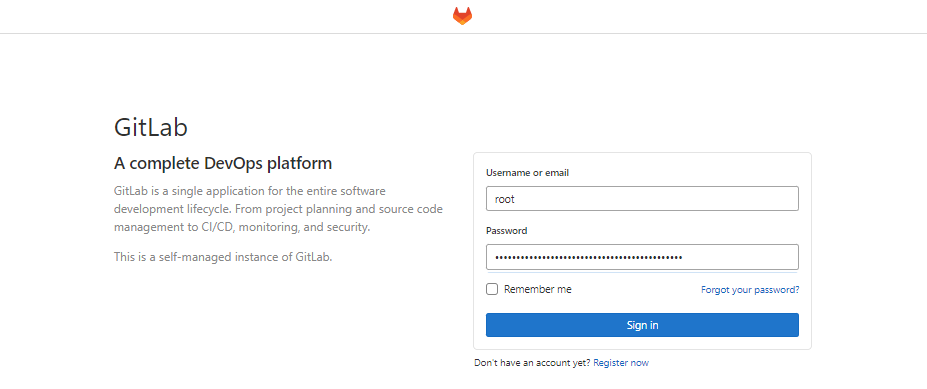 GitLab
A complete DevOps platform
GitLab is a single application for the entire software
development lifecycle. From project planning and source code
management to CI/CD, monitoring, and security.
This is a self-managed instance of GitLab.
Username or email
root
Password
••••••••••••••••••••••••••••••••••••••••••••
Remember me
Forgot your password?
Sign in
Don't have an account yet? Register now